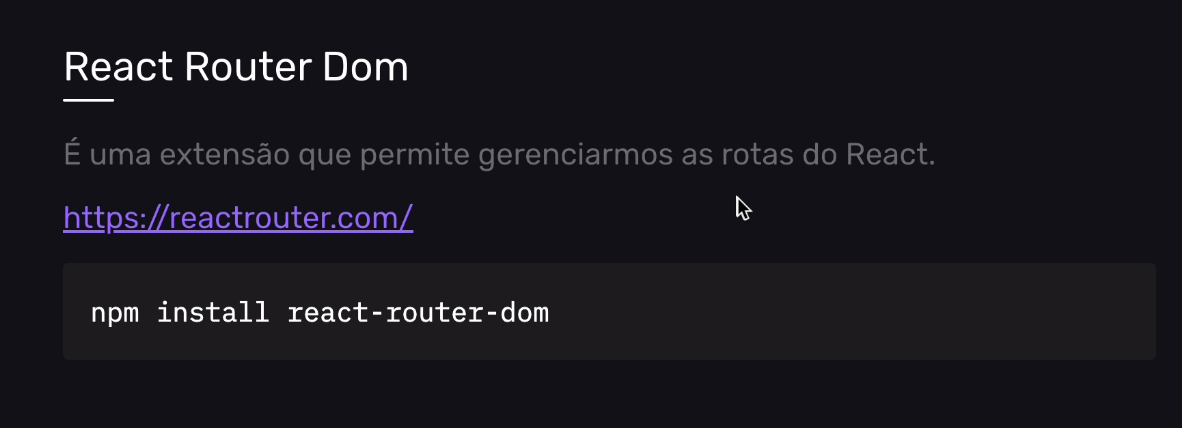 React Router Dom
É uma extensão que permite gerenciarmos as rotas do React.
https://reactrouter.com/
npm install react-router-dom